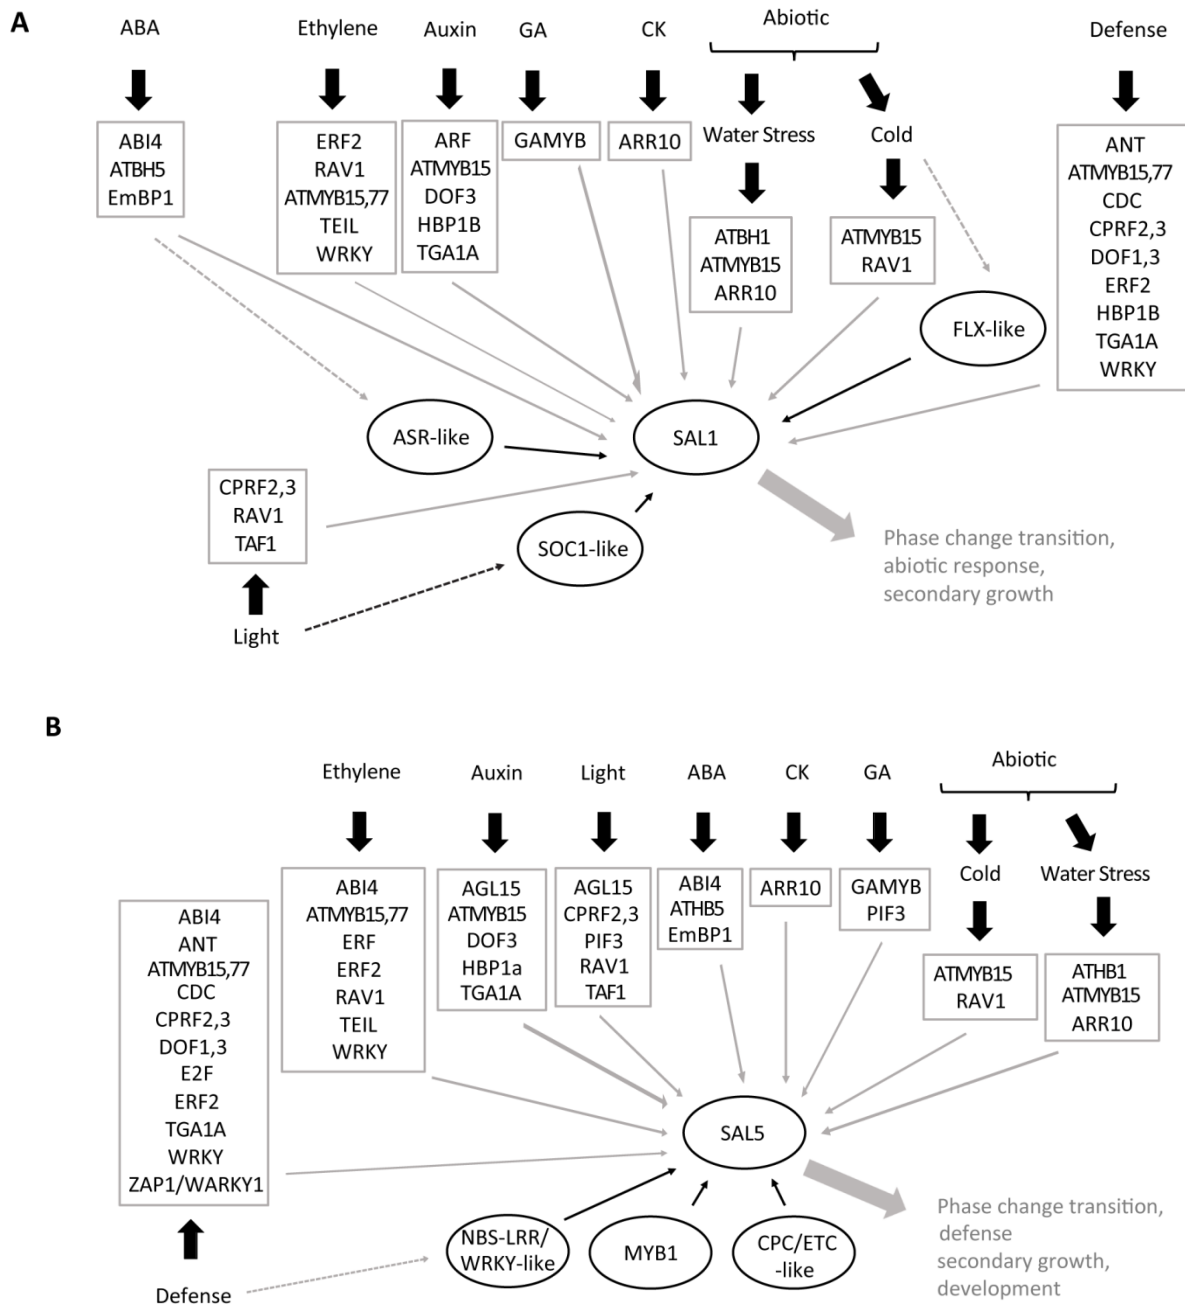 A
ABA
Ethylene
Auxin
GA
CK
Abiotic
Defense
ABI4
ATBH5
EmBP1
ERF2
RAV1
ATMYB15,77
TEIL
WRKY
ARF
ATMYB15
DOF3
HBP1B
TGA1A
GAMYB
ARR10
Water Stress
Cold
ATBH1
ATMYB15
ARR10
ATMYB15
RAV1
ANT
ATMYB15,77
CDC
CPRF2,3
DOF1,3
ERF2
HBP1B
TGA1A
WRKY
FLX-like
ASR-like
SAL1
CPRF2,3
RAV1
TAF1
SOC1-like
Light
Phase change transition,
abiotic response,
secondary growth
B
Ethylene
Auxin
Light
ABA
CK
GA
Abiotic
Cold
Water Stress
ABI4
ANT
ATMYB15,77
CDC
CPRF2,3
DOF1,3
E2F
ERF2
TGA1A
WRKY
ZAP1/WARKY1
ABI4
ATMYB15,77
ERF
ERF2
RAV1
TEIL
WRKY
AGL15
ATMYB15
DOF3
HBP1a
TGA1A
AGL15
CPRF2,3
PIF3
RAV1
TAF1
ABI4
ATHB5
EmBP1
ARR10
GAMYB
PIF3
ATMYB15
RAV1
ATHB1
ATMYB15
ARR10
SAL5
NBS-LRR/
WRKY-like
MYB1
CPC/ETC
-like
Defense
Phase change transition,
defense
secondary growth,
development